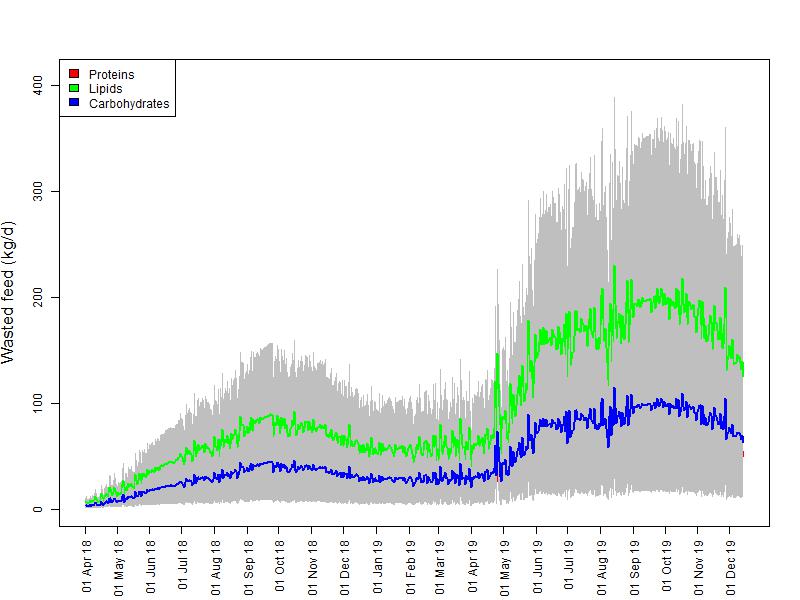 Proteins
Lipids
Carbohydrates
Wasted feed (kg/d)
400
300
200
100
0
01 Apr 18
01 May 18
01 Jun 18
01 Jul 18
01 Aug 18
01 Sep 18
01 Oct 18
01 Nov 18
01 Dec 18
01 Jan 19
01 Feb 19
01 Mar 19
01 Apr 19
01 May 19
01 Jun 19
01 Jul 19
01 Aug 19
01 Sep 19
01 Oct 19
01 Nov 19
01 Dec 19